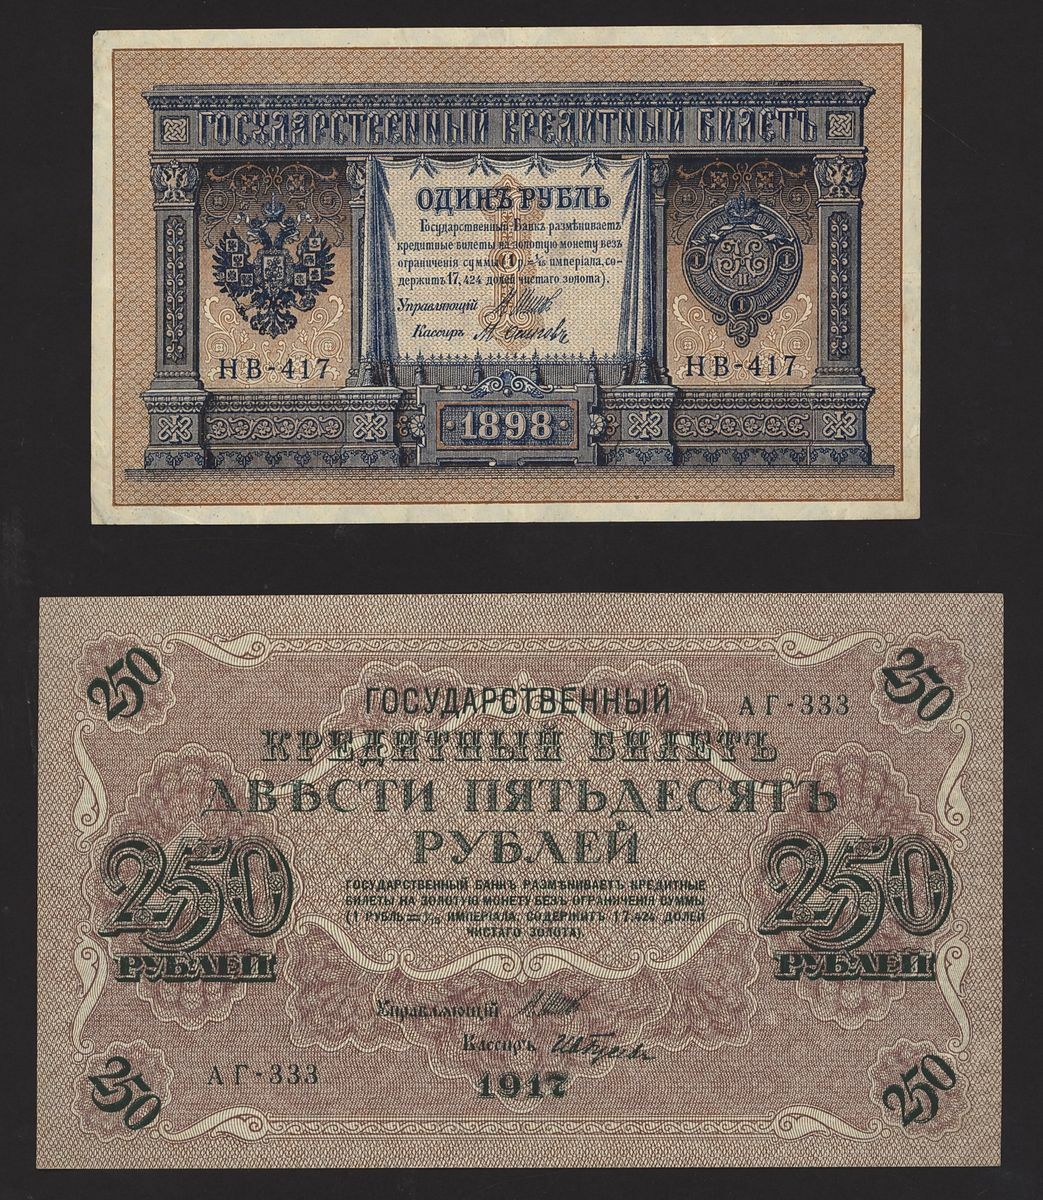 ГОСУДАРСТВЕННЫЙ КРЕДИТНЫЙ БИЛЕТЪ
ОДИНЪ РУБЛЬ
Государственный Банкъ размѣниваетъ
кредитные билеты на золотую монету безъ
ограниченія суммы (1 р.=1/15 имперіала, со-
держитъ 17,424 долей чистаго золота).
Управляющій
Кассиръ
НВ-417
НВ-417
1
1
1
1898
250
250
ГОСУДАРСТВЕННЫЙ
АГ-333
КРЕДИТНЫЙ БИЛЕТЪ
ДВѢСТИ ПЯТЬДЕСЯТЪ
РУБЛЕЙ
250
РУБЛЕЙ
250
РУБЛЕЙ
ГОСУДАРСТВЕННЫЙ БАНКЪ РАЗМѢНИВАЕТЪ КРЕДИТНЫЕ
БИЛЕТЫ НА ЗОЛОТУЮ МОНЕТУ БЕЗЪ ОГРАНИЧЕНІЯ СУММЫ
(1 РУБЛЬ=1/15 ИМПЕРІАЛА, СОДЕРЖИТЪ 17,424 ДОЛЕЙ
ЧИСТАГО ЗОЛОТА).
Управляющій
Кассиръ
АГ-333
1917
250
250